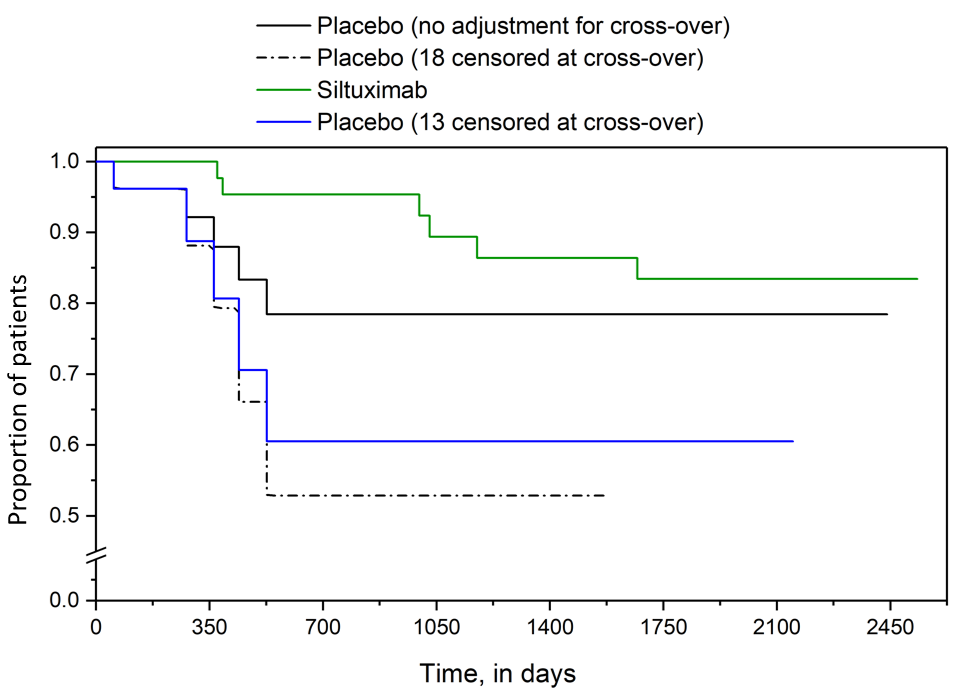 Placebo (no adjustment for cross-over)
Placebo (18 censored at cross-over)
Siltuximab
Placebo (13 censored at cross-over)
Proportion of patients
1.0
0.9
0.8
0.7
0.6
0.5
0.0
0 350 700 1050 1400 1750 2100 2450
Time, in days